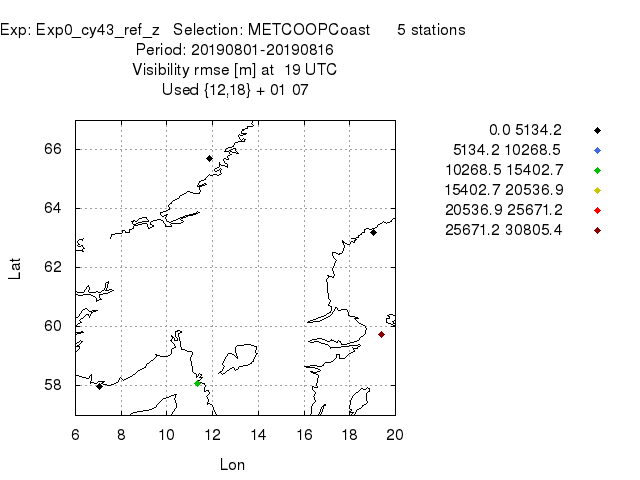 Exp: Exp0_cy43_ref_z Selection: METCOOPCoast 5 stations
Period: 20190801-20190816
Visibility rmse [m] at 19 UTC
Used {12,18} + 01 07
0.0 5134.2
5134.2 10268.5
10268.5 15402.7
15402.7 20536.9
20536.9 25671.2
25671.2 30805.4
66
64
62
60
58
Lat
6 8 10 12 14 16 18 20
Lon